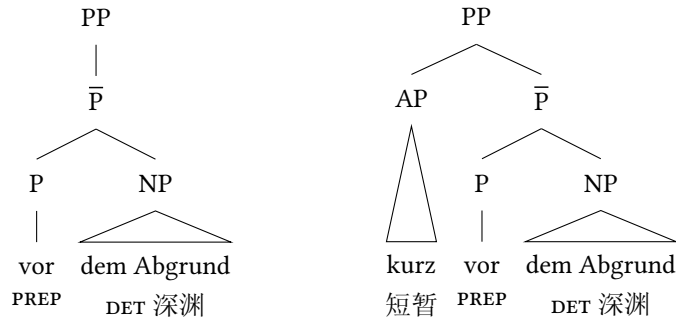 PP PP
P̅ AP P̅
P NP P NP
vor dem Abgrund kurz vor dem Abgrund
PREP DET 深渊 短暂 PREP DET 深渊